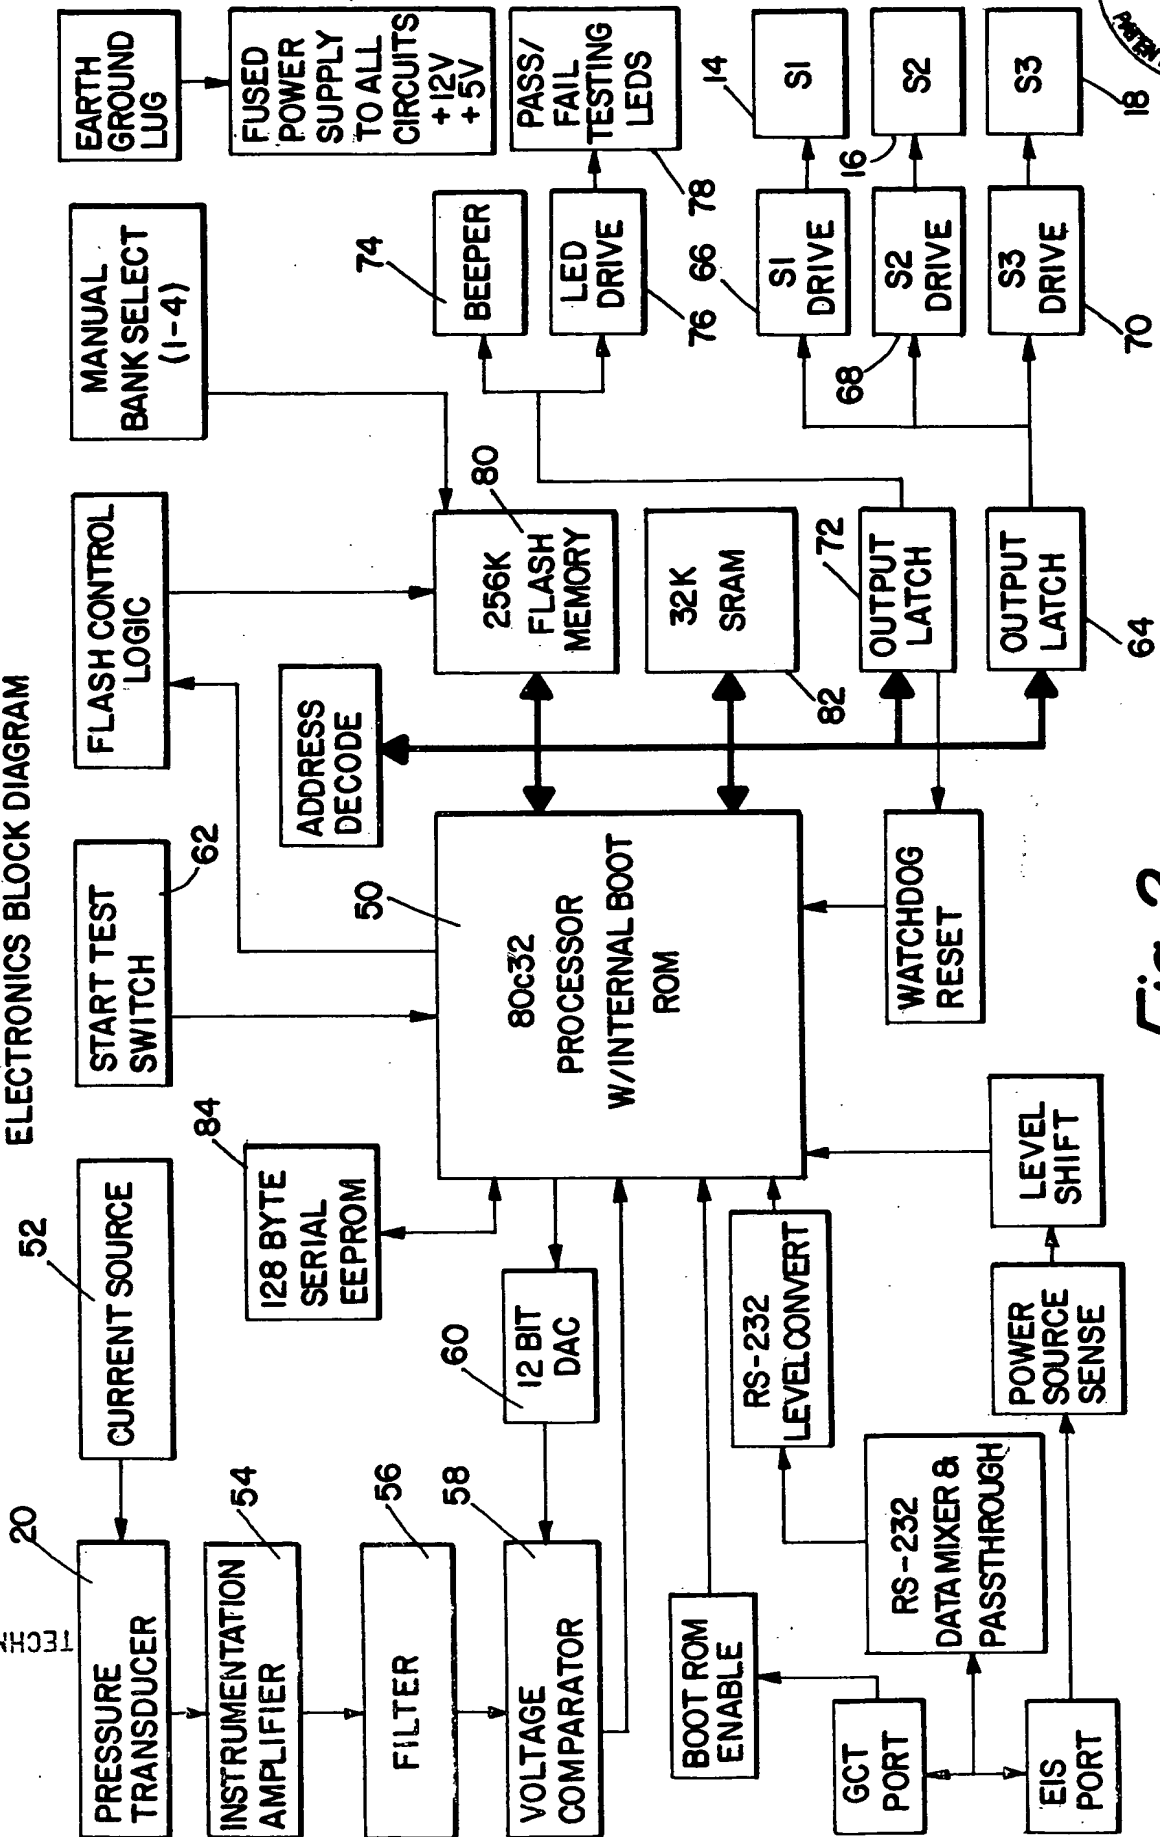 ELECTRONICS BLOCK DIAGRAM
TECHN
20
PRESSURE
TRANSDUCER
52
CURRENT SOURCE
54
INSTRUMENTATION
AMPLIFIER
56
FILTER
58
VOLTAGE
COMPARATOR
60
12 BIT
DAC
84
128 BYTE
SERIAL
EEPROM
START TEST
SWITCH
62
FLASH CONTROL
LOGIC
MANUAL
BANK SELECT
(1-4)
EARTH
GROUND
LUG
FUSED
POWER
SUPPLY
TO ALL
CIRCUITS
+12V
+5V
ADDRESS
DECODE
50
80C32
PROCESSOR
W/INTERNAL BOOT
ROM
256K
FLASH
MEMORY
80
32K
SRAM
82
74
BEEPER
LED
DRIVE
76
PASS/
FAIL
TESTING
LEDS
78
72
OUTPUT
LATCH
OUTPUT
LATCH
64
66
S1
DRIVE
14
S1
68
S2
DRIVE
16
S2
S3
DRIVE
70
S3
18
WATCHDOG
RESET
BOOT ROM
ENABLE
GCT
PORT
EIS
PORT
RS-232
DATA MIXER &
PASSTHROUGH
RS-232
LEVEL CONVERT
POWER
SOURCE
SENSE
LEVEL
SHIFT